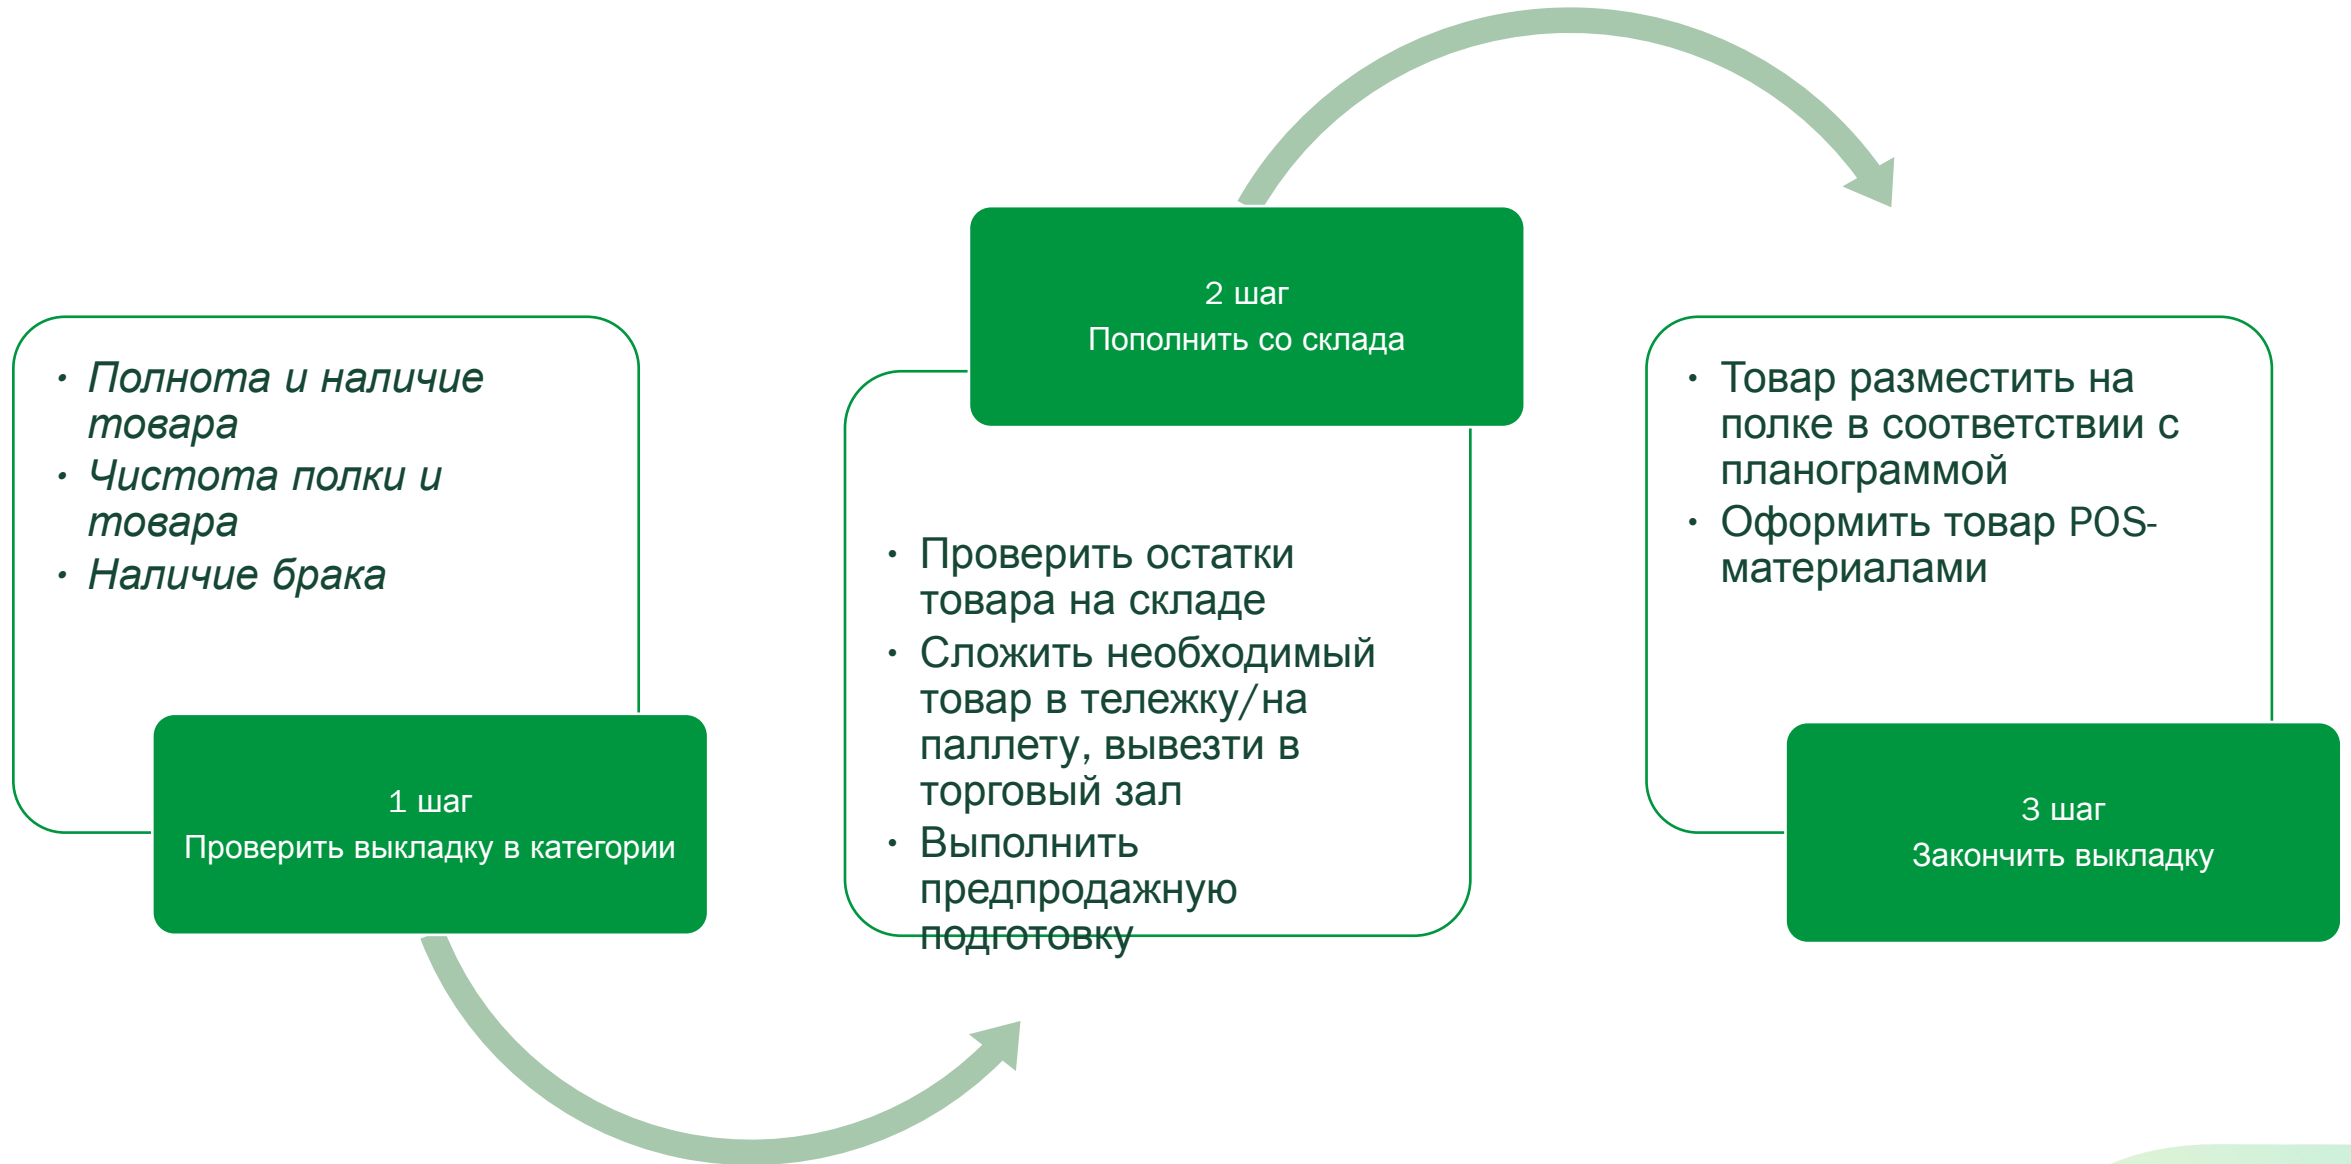 · Полнота и наличие
товара
· Чистота полки и
товара
· Наличие брака
1 шаг
Проверить выкладку в категории
2 шаг
Пополнить со склада
· Проверить остатки
товара на складе
· Сложить необходимый
товар в тележку/на
паллету, вывезти в
торговый зал
· Выполнить
предпродажную
подготовку
· Товар разместить на
полке в соответствии с
планограммой
· Оформить товар POS-
материалами
3 шаг
Закончить выкладку